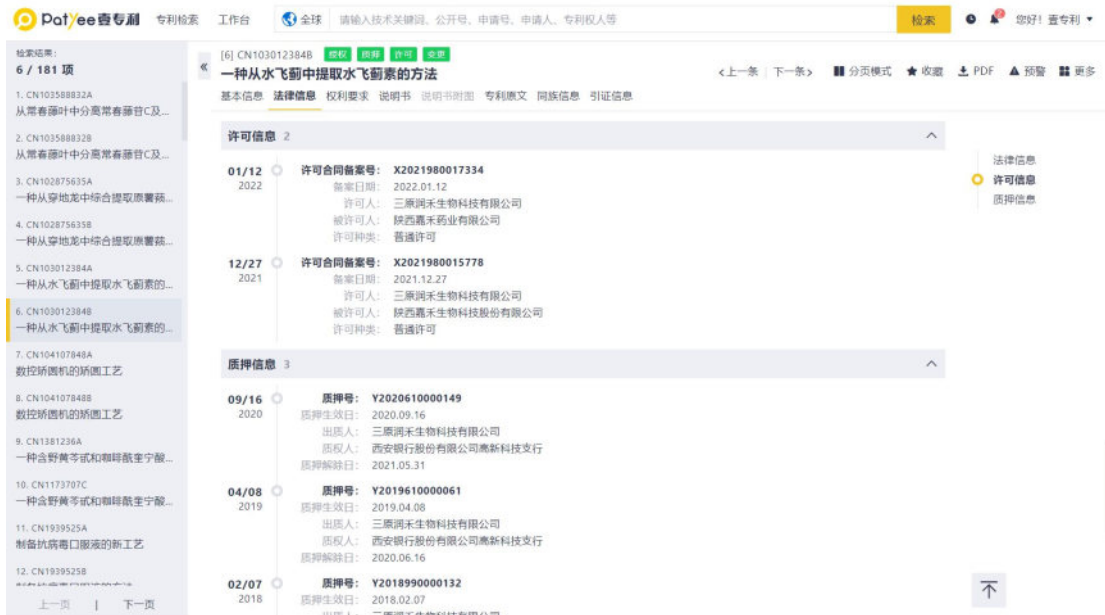 Patyee壹专利 专利检索 工作台 全球 请输入技术关键词、公开号、申请号、申请人、专利权人等 检索 2 您好！壹专利
检索结果:
6 / 181 项
1. CN103588832A
从常春藤叶中分离常春藤苷C及...
2. CN103588832B
从常春藤叶中分离常春藤苷C及...
3. CN102875635A
一种从穿地龙中综合提取原薯蓣...
4. CN102875635B
一种从穿地龙中综合提取原薯蓣...
5. CN103012384A
一种从水飞蓟中提取水飞蓟素的...
6. CN103012384B
一种从水飞蓟中提取水飞蓟素的...
7. CN104107848A
数控矫圆机的矫圆工艺
8. CN104107848B
数控矫圆机的矫圆工艺
9. CN1381236A
一种含野黄芩甙和咖啡酰奎宁酸...
10. CN1173707C
一种含野黄芩甙和咖啡酰奎宁酸...
11. CN1939525A
制备抗病毒口服液的新工艺
12. CN1939525B
上一页 | 下一页
«
[6] CN103012384B 授权 质押 许可 变更
一种从水飞蓟中提取水飞蓟素的方法
<上一条 | 下一条> 分页模式 收藏 PDF 预警 更多
基本信息 法律信息 权利要求 说明书 说明书附图 专利原文 同族信息 引证信息
许可信息 2
01/12 许可合同备案号: X2021980017334
2022 备案日期: 2022.01.12
许可人: 三原润禾生物科技有限公司
被许可人: 陕西嘉禾药业有限公司
许可种类: 普通许可
12/27 许可合同备案号: X2021980015778
2021 备案日期: 2021.12.27
许可人: 三原润禾生物科技有限公司
被许可人: 陕西嘉禾生物科技股份有限公司
许可种类: 普通许可
质押信息 3
09/16 质押号: Y2020610000149
2020 质押生效日: 2020.09.16
出质人: 三原润禾生物科技有限公司
质权人: 西安银行股份有限公司高新科技支行
质押解除日: 2021.05.31
04/08 质押号: Y2019610000061
2019 质押生效日: 2019.04.08
出质人: 三原润禾生物科技有限公司
质权人: 西安银行股份有限公司高新科技支行
质押解除日: 2020.06.16
02/07 质押号: Y2018990000132
2018 质押生效日: 2018.02.07
法律信息
许可信息
质押信息